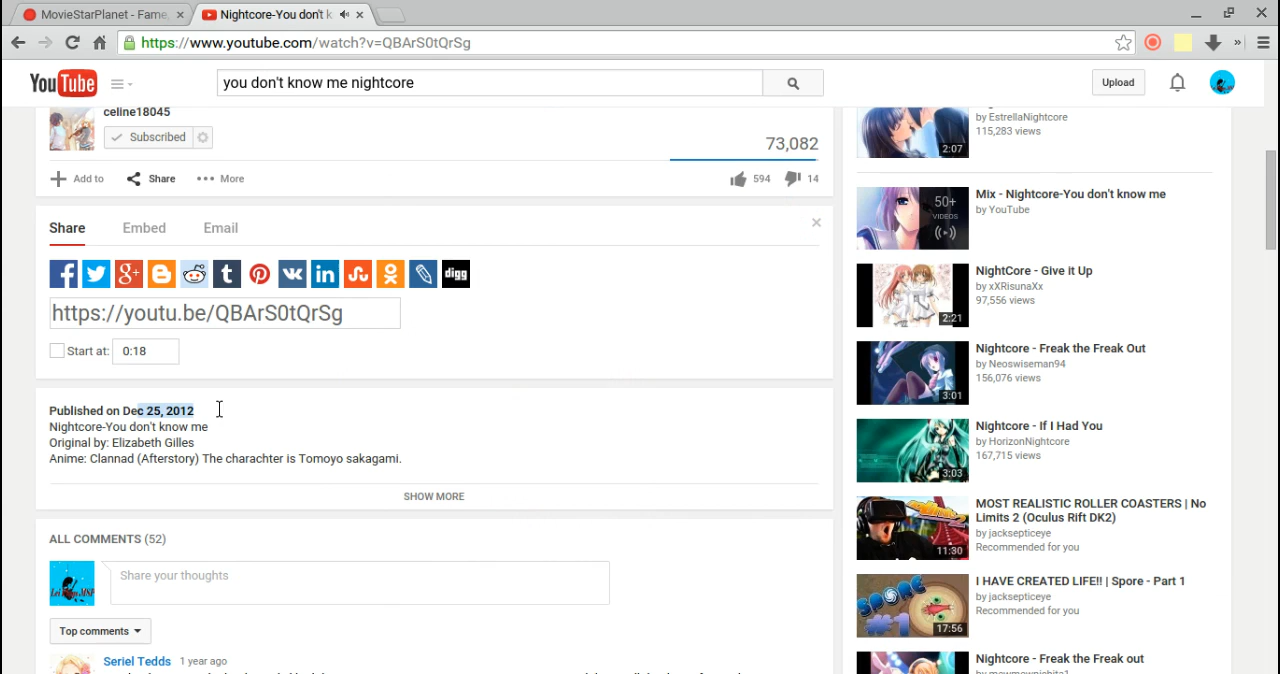 MovieStarPlanet - Fame,
Nightcore-You don't k
https://www.youtube.com/watch?v=QBArS0tQrSg
YouTube
you don't know me nightcore
Upload
celine18045
Subscribed
73,082
Add to
Share
More
594
14
Share
Embed
Email
digg
https://youtu.be/QBArS0tQrSg
Start at:
0:18
Published on Dec 25, 2012
Nightcore-You don't know me
Original by: Elizabeth Gilles
Anime: Clannad (Afterstory) The charachter is Tomoyo sakagami.
SHOW MORE
ALL COMMENTS (52)
Share your thoughts
Top comments
Seriel Tedds 1 year ago
by EstrellaNightcore
115,283 views
2:07
Mix - Nightcore-You don't know me
by YouTube
50+
VIDEOS
NightCore - Give it Up
by xXRisunaXx
97,556 views
2:21
Nightcore - Freak the Freak Out
by Neoswiseman94
156,076 views
3:01
Nightcore - If I Had You
by HorizonNightcore
167,715 views
3:03
MOST REALISTIC ROLLER COASTERS | No
Limits 2 (Oculus Rift DK2)
by jacksepticeye
Recommended for you
11:30
I HAVE CREATED LIFE!! | Spore - Part 1
by jacksepticeye
Recommended for you
SPORE
#1
17:56
Nightcore - Freak the Freak out